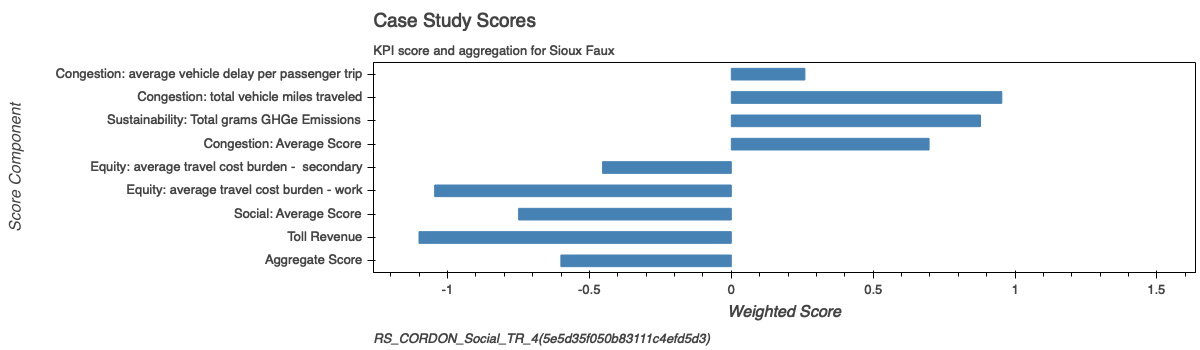 Case Study Scores
KPI score and aggregation for Sioux Faux
Score Component
Congestion: average vehicle delay per passenger trip
Congestion: total vehicle miles traveled
Sustainability: Total grams GHGe Emissions
Congestion: Average Score
Equity: average travel cost burden -  secondary
Equity: average travel cost burden - work
Social: Average Score
Toll Revenue
Aggregate Score
-1 -0.5 0 0.5 1 1.5
Weighted Score
RS_CORDON_Social_TR_4(5e5d35f050b83111c4efd5d3)